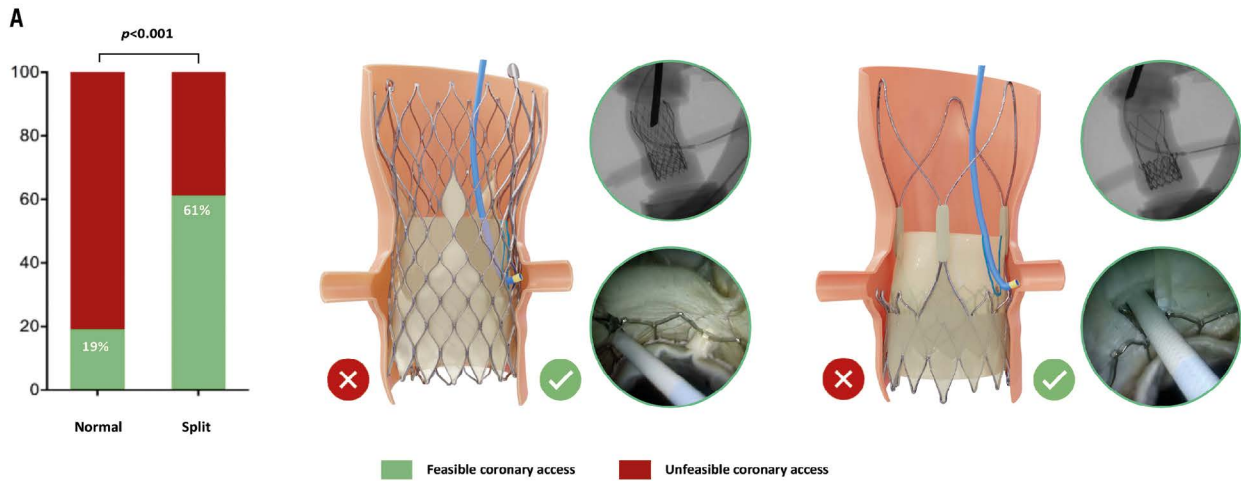 A
p<0.001
100
80
60
40
20
0
19%
61%
Normal
Split
Feasible coronary access
Unfeasible coronary access